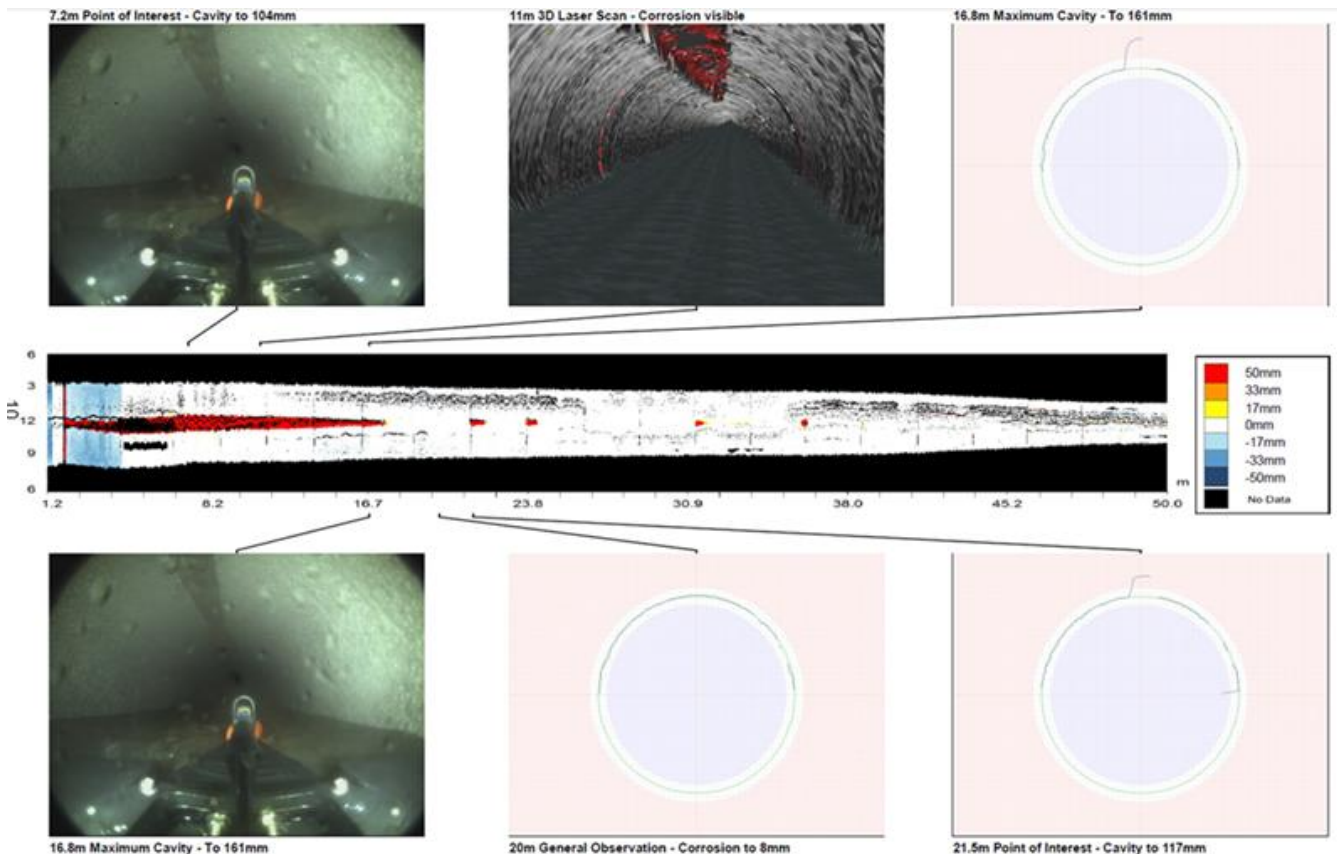 7.2m Point of Interest - Cavity to 104mm
11m 3D Laser Scan - Corrosion visible
16.8m Maximum Cavity - To 161mm
6
3
12
9
6
50mm
33mm
17mm
0mm
-17mm
-33mm
-50mm
No Data
m
1.2 6.2 16.7 23.8 30.9 38.0 45.2 50.0
16.8m Maximum Cavity - To 161mm
20m General Observation - Corrosion to 8mm
21.5m Point of Interest - Cavity to 117mm